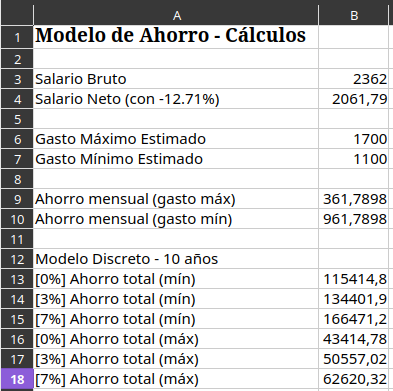 A B
1 Modelo de Ahorro - Cálculos
2
3 Salario Bruto 2362
4 Salario Neto (con -12.71%) 2061,79
5
6 Gasto Máximo Estimado 1700
7 Gasto Mínimo Estimado 1100
8
9 Ahorro mensual (gasto máx) 361,7898
10 Ahorro mensual (gasto mín) 961,7898
11
12 Modelo Discreto - 10 años
13 [0%] Ahorro total (mín) 115414,8
14 [3%] Ahorro total (mín) 134401,9
15 [7%] Ahorro total (mín) 166471,2
16 [0%] Ahorro total (máx) 43414,78
17 [3%] Ahorro total (máx) 50557,02
18 [7%] Ahorro total (máx) 62620,32